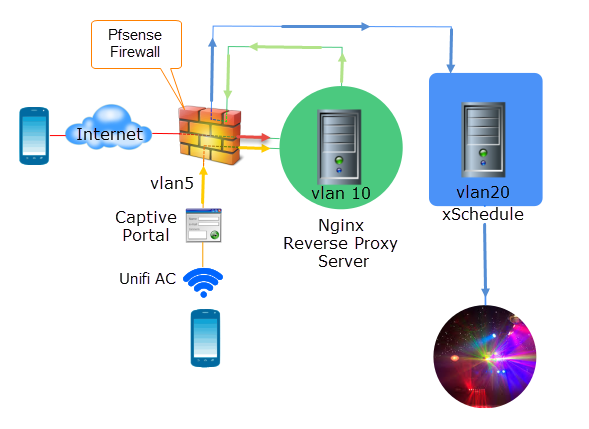 Pfsense
Firewall
Internet
vlan5
Captive
Portal
Unifi AC
vlan 10
Nginx
Reverse Proxy
Server
vlan20
xSchedule